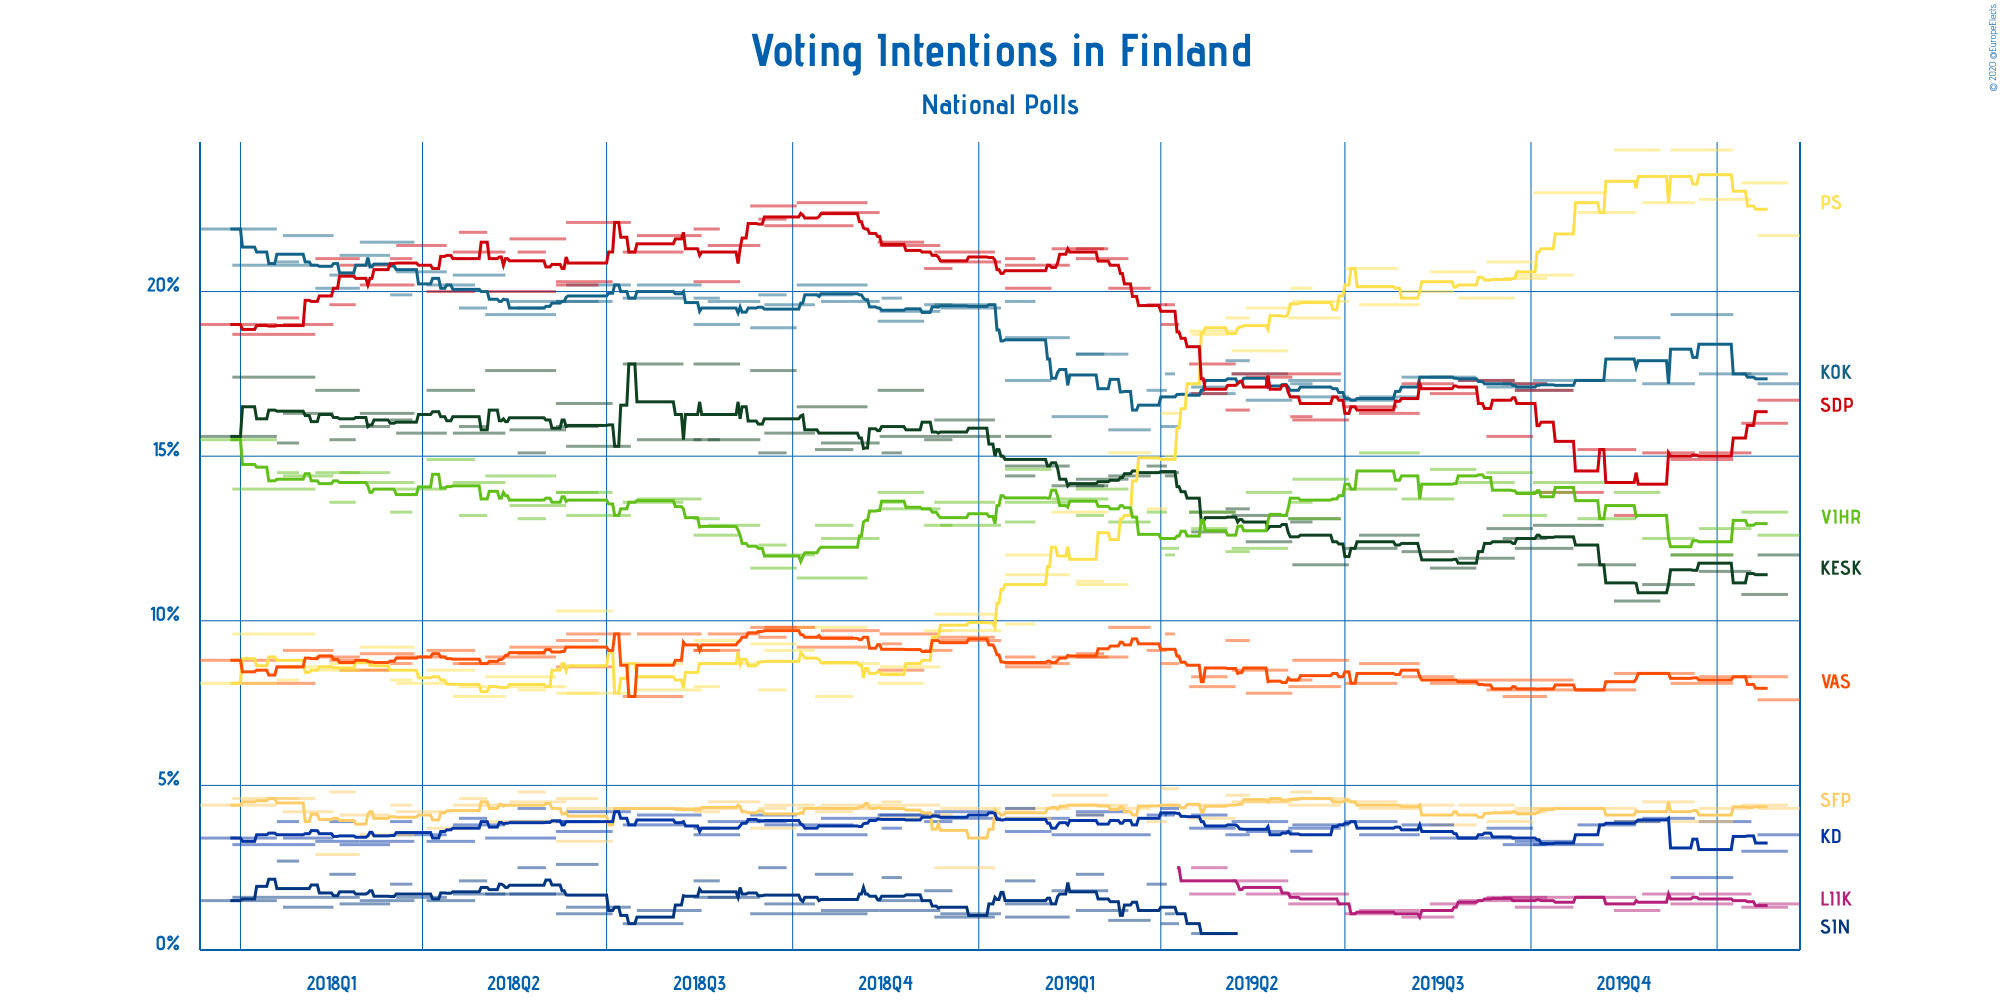 Voting Intentions in Finland
National Polls
© 2020 @EuropeElects
20%
15%
10%
5%
0%
PS
KOK
SDP
VIHR
KESK
VAS
SFP
KD
LIIK
SIN
2018Q1
2018Q2
2018Q3
2018Q4
2019Q1
2019Q2
2019Q3
2019Q4